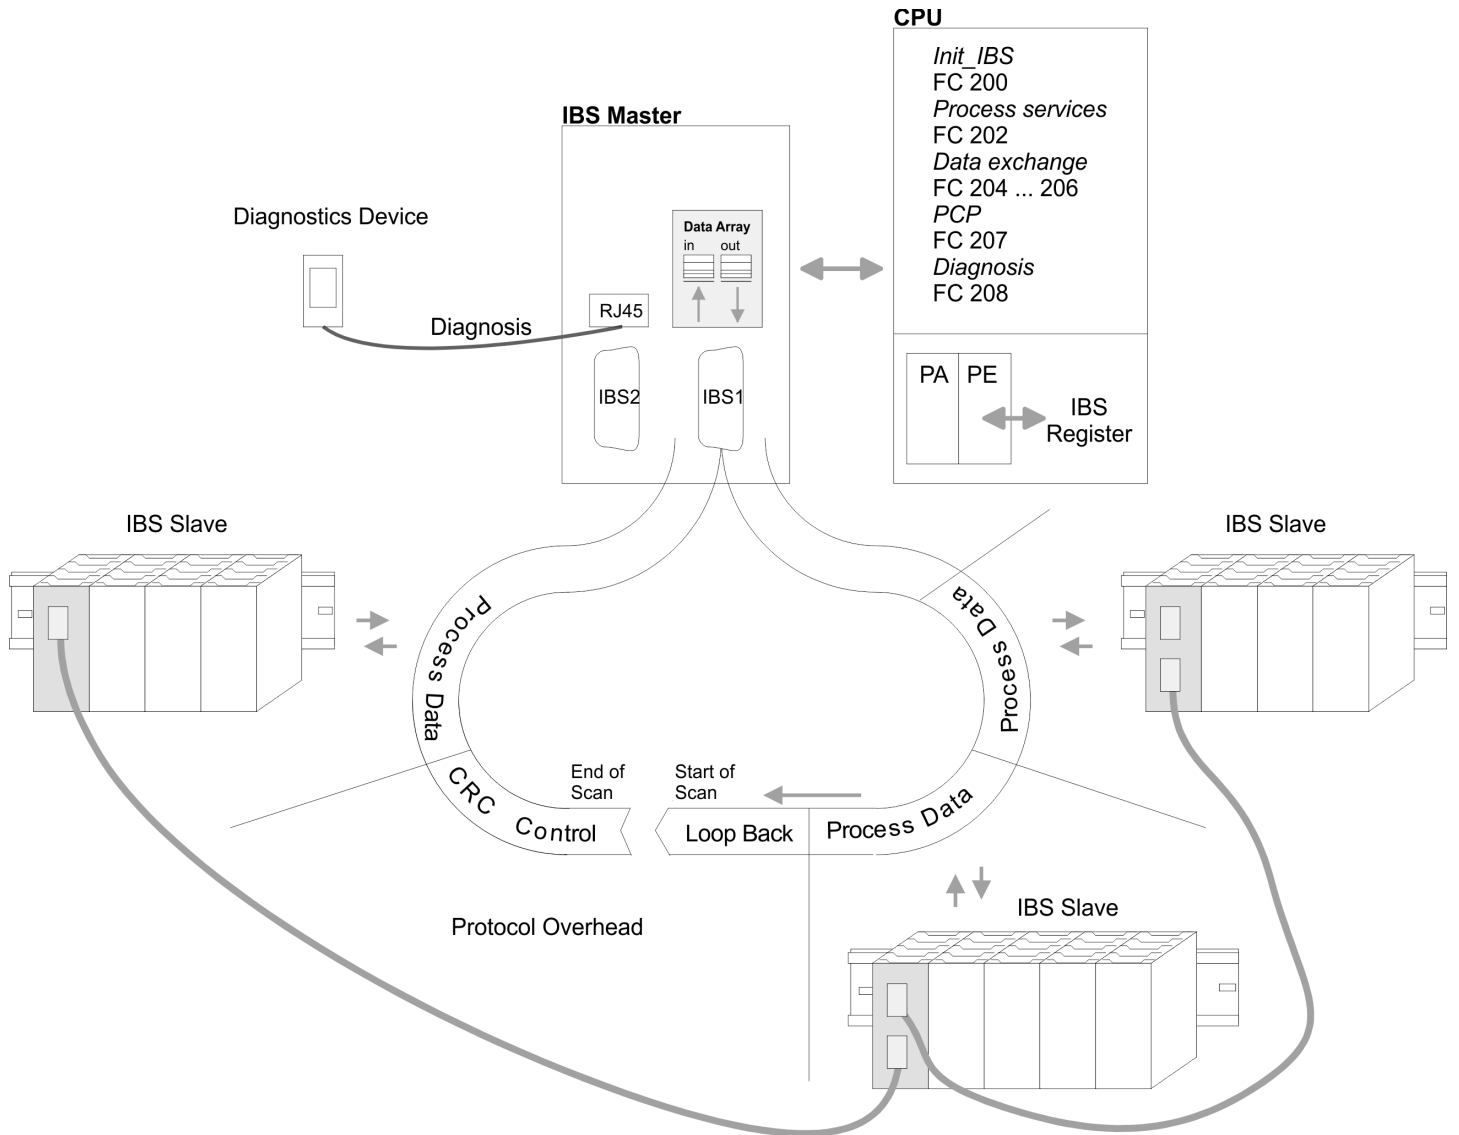 CPU
Init_IBS
FC 200
Process services
FC 202
Data exchange
FC 204 ... 206
PCP
FC 207
Diagnosis
FC 208
IBS Master
Data Array
in out
Diagnostics Device
RJ45
Diagnosis
IBS2
IBS1
PA PE
IBS
Register
IBS Slave
IBS Slave
Process Data
Process Data
CRC Control
End of
Scan
Start of
Scan
Loop Back
Process Data
Protocol Overhead
IBS Slave